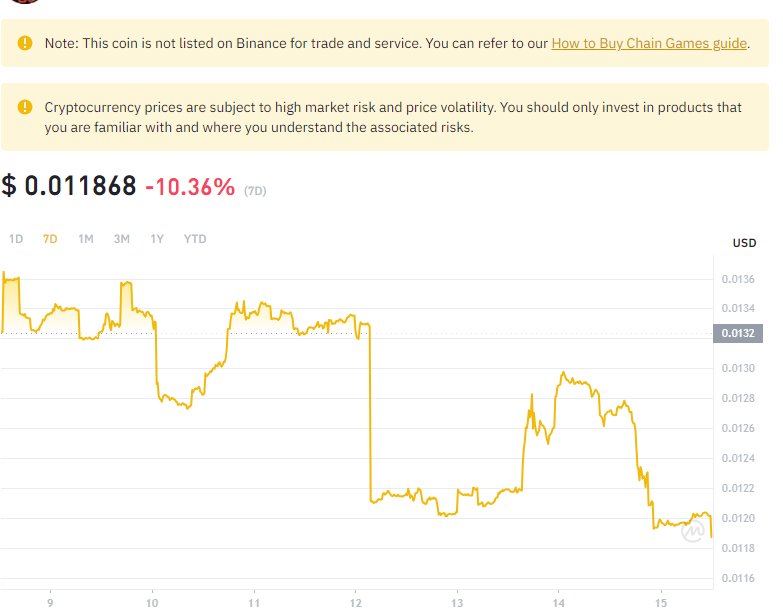 Note: This coin is not listed on Binance for trade and service. You can refer to our How to Buy Chain Games guide.
Cryptocurrency prices are subject to high market risk and price volatility. You should only invest in products that
you are familiar with and where you understand the associated risks.
$ 0.011868 -10.36% (7D)
1D 7D 1M 3M 1Y YTD
USD
0.0136
0.0134
0.0132
0.0130
0.0128
0.0126
0.0124
0.0122
0.0120
0.0118
0.0116
9 10 11 12 13 14 15